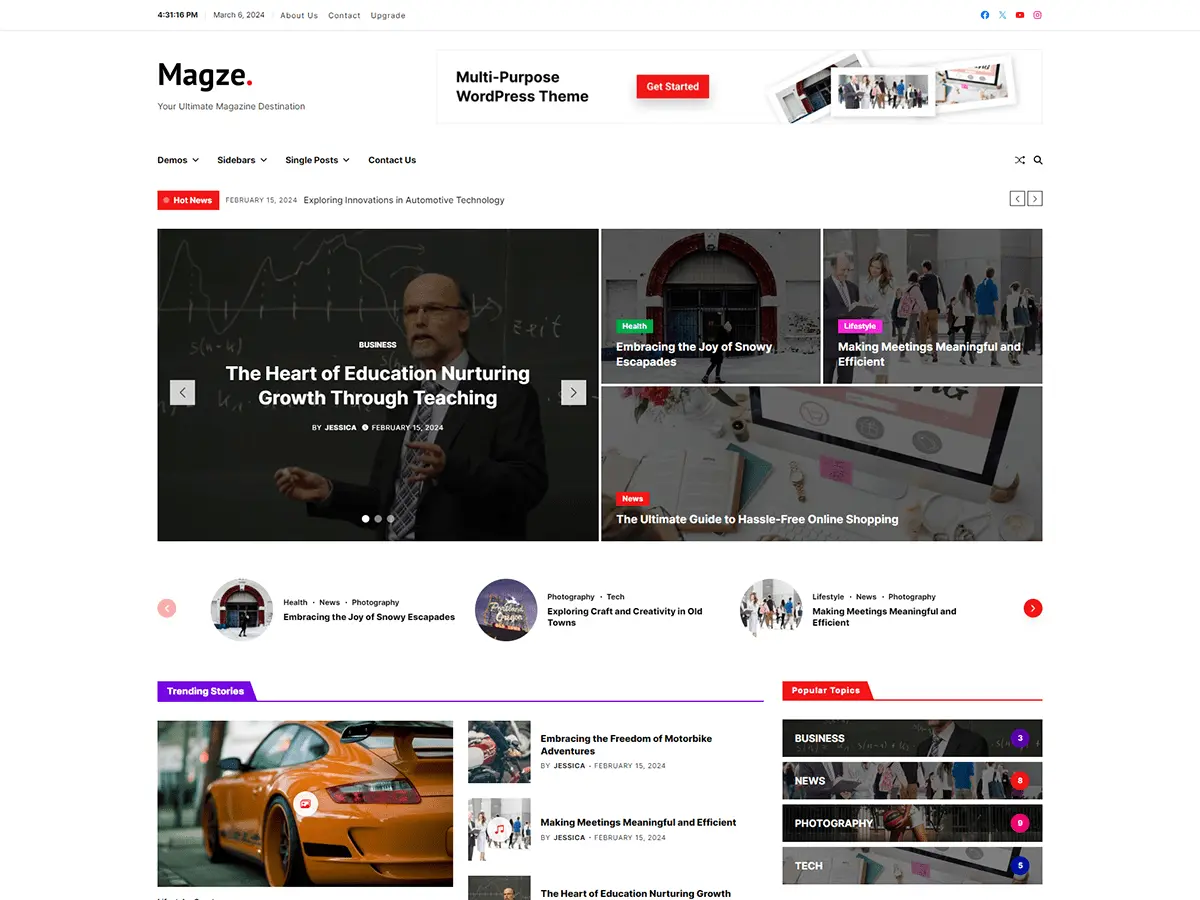 4:31:16 PM March 6, 2024 About Us Contact Upgrade
Magze.
Your Ultimate Magazine Destination
Multi-Purpose
WordPress Theme
Get Started
Demos Sidebars Single Posts Contact Us
Hot News FEBRUARY 15, 2024 Exploring Innovations in Automotive Technology
BUSINESS
The Heart of Education Nurturing
Growth Through Teaching
BY JESSICA FEBRUARY 15, 2024
Health
Embracing the Joy of Snowy
Escapades
Lifestyle
Making Meetings Meaningful and
Efficient
News
The Ultimate Guide to Hassle-Free Online Shopping
Health · News · Photography
Embracing the Joy of Snowy Escapades
Portland
Oregon
Photography · Tech
Exploring Craft and Creativity in Old
Towns
Lifestyle · News · Photography
Making Meetings Meaningful and
Efficient
Trending Stories
Embracing the Freedom of Motorbike
Adventures
BY JESSICA - FEBRUARY 15, 2024
Making Meetings Meaningful and Efficient
BY JESSICA - FEBRUARY 15, 2024
The Heart of Education Nurturing Growth
Popular Topics
BUSINESS 3
NEWS 8
PHOTOGRAPHY 9
TECH 5